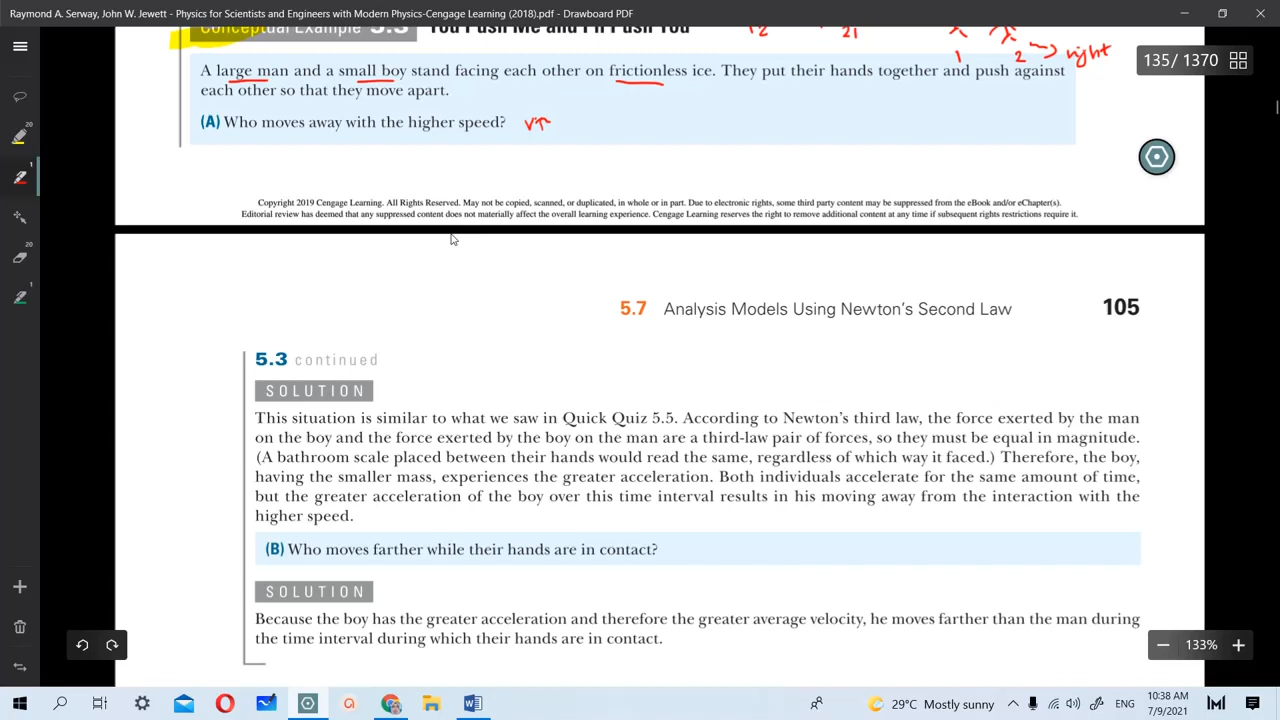 Raymond A. Serway, John W. Jewett - Physics for Scientists and Engineers with Modern Physics-Cengage Learning (2018).pdf - Drawboard PDF
Conceptual Example 5.3 You Push Me and I'll Push You
12 21
1 2 → right
135/ 1370
A large man and a small boy stand facing each other on frictionless ice. They put their hands together and push against
each other so that they move apart.
(A) Who moves away with the higher speed? v↑
Copyright 2019 Cengage Learning. All Rights Reserved. May not be copied, scanned, or duplicated, in whole or in part. Due to electronic rights, some third party content may be suppressed from the eBook and/or eChapter(s).
Editorial review has deemed that any suppressed content does not materially affect the overall learning experience. Cengage Learning reserves the right to remove additional content at any time if subsequent rights restrictions require it.
5.7 Analysis Models Using Newton's Second Law 105
5.3 continued
SOLUTION
This situation is similar to what we saw in Quick Quiz 5.5. According to Newton's third law, the force exerted by the man
on the boy and the force exerted by the boy on the man are a third-law pair of forces, so they must be equal in magnitude.
(A bathroom scale placed between their hands would read the same, regardless of which way it faced.) Therefore, the boy,
having the smaller mass, experiences the greater acceleration. Both individuals accelerate for the same amount of time,
but the greater acceleration of the boy over this time interval results in his moving away from the interaction with the
higher speed.
(B) Who moves farther while their hands are in contact?
SOLUTION
Because the boy has the greater acceleration and therefore the greater average velocity, he moves farther than the man during
the time interval during which their hands are in contact.
20
1
20
1
133%
29°C Mostly sunny
ENG
10:38 AM
7/9/2021